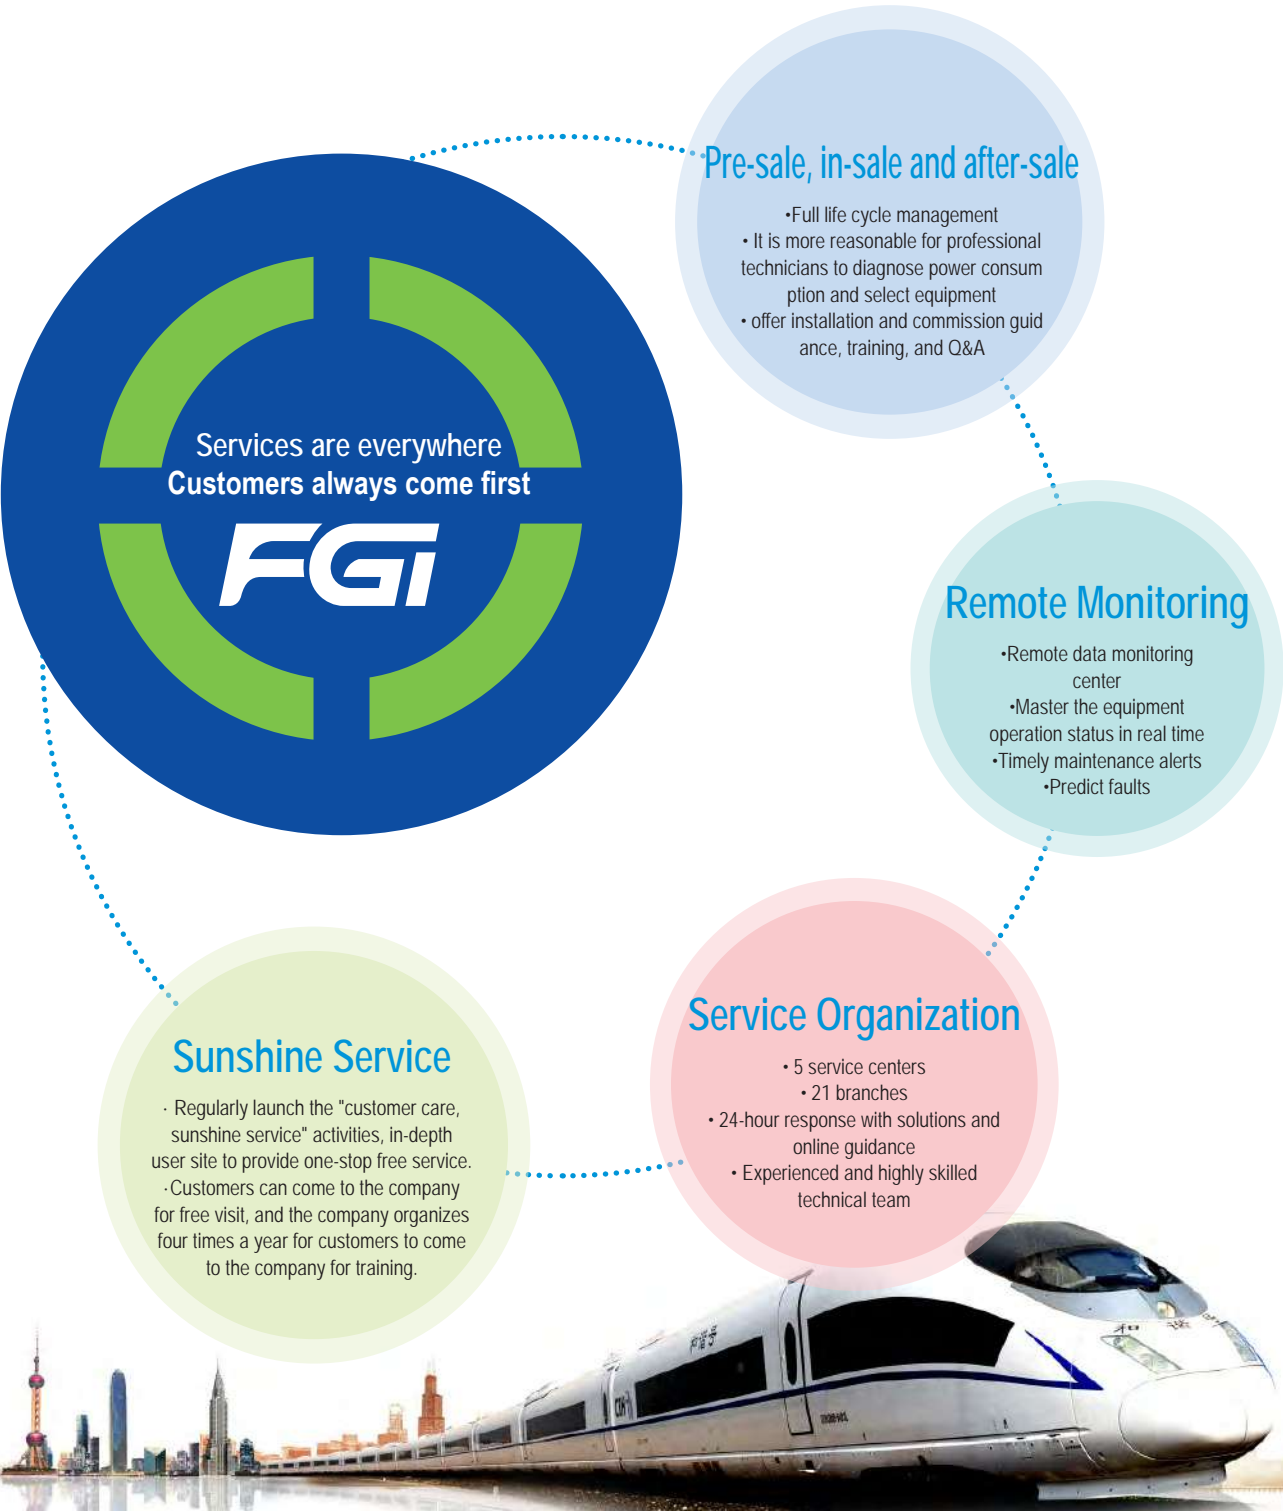 Services are everywhere
Customers always come first
FGI
Pre-sale, in-sale and after-sale
•Full life cycle management
• It is more reasonable for professional
technicians to diagnose power consum
ption and select equipment
• offer installation and commission guid
ance, training, and Q&A
Remote Monitoring
•Remote data monitoring
center
•Master the equipment
operation status in real time
•Timely maintenance alerts
•Predict faults
Service Organization
• 5 service centers
• 21 branches
• 24-hour response with solutions and
online guidance
• Experienced and highly skilled
technical team
Sunshine Service
· Regularly launch the "customer care,
sunshine service" activities, in-depth
user site to provide one-stop free service.
·Customers can come to the company
for free visit, and the company organizes
four times a year for customers to come
to the company for training.
和谐号
和 谐